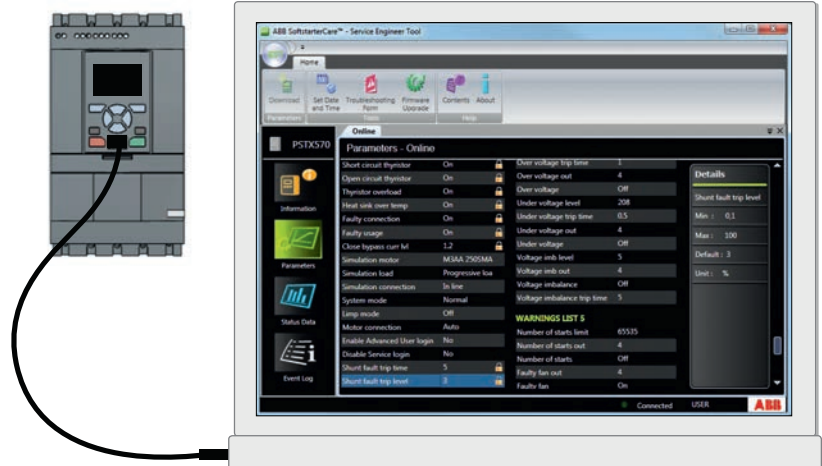 ABB SoftstarterCare™ - Service Engineer Tool
Home
Download
Set Date and Time
Troubleshooting Form
Firmware Upgrade
Contents
About
Parameters
Tools
Help
PSTX570
Online
Parameters - Online
Information
Parameters
Status Data
Event Log
Short circuit thyristor On
Open circuit thyristor On
Thyristor overload On
Heat sink over temp On
Faulty connection On
Faulty usage On
Close bypass curr lvl 1.2
Simulation motor M3AA 250SMA
Simulation load Progressive loa
Simulation connection In line
System mode Normal
Limp mode Off
Motor connection Auto
Enable Advanced User login No
Disable Service login No
Shunt fault trip time 5
Shunt fault trip level 3
Over voltage trip time 1
Over voltage out 4
Over voltage Off
Under voltage level 208
Under voltage trip time 0.5
Under voltage out 4
Under voltage Off
Voltage imb level 5
Voltage imb out 4
Voltage imbalance Off
Voltage imbalance trip time 5
WARNINGS LIST 5
Number of starts limit 65535
Number of starts out 4
Number of starts Off
Faulty fan out 4
Faulty fan On
Details
Shunt fault trip level
Min : 0,1
Max : 100
Default : 3
Unit : %
Connected
USER
ABB